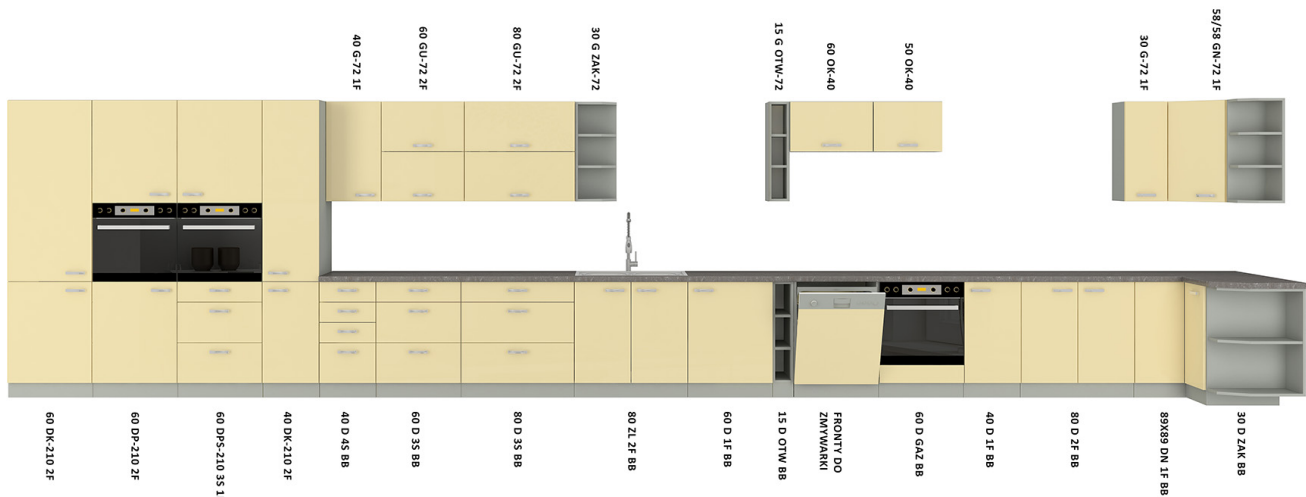 40 G-72 1F
60 GU-72 2F
80 GU-72 2F
30 G ZAK-72
15 G OTW-72
60 OK-40
50 OK-40
30 G-72 1F
58/58 GN-72 1F
60 DK-210 2F
60 DP-210 2F
60 DPS-210 3S 1
40 DK-210 2F
40 D 4S BB
60 D 3S BB
80 D 3S BB
80 ZL 2F BB
60 D 1F BB
15 D OTW BB
FRONTY DO
ZMYWARKI
60 D GAZ BB
40 D 1F BB
80 D 2F BB
89X89 DN 1F BB
30 D ZAK BB